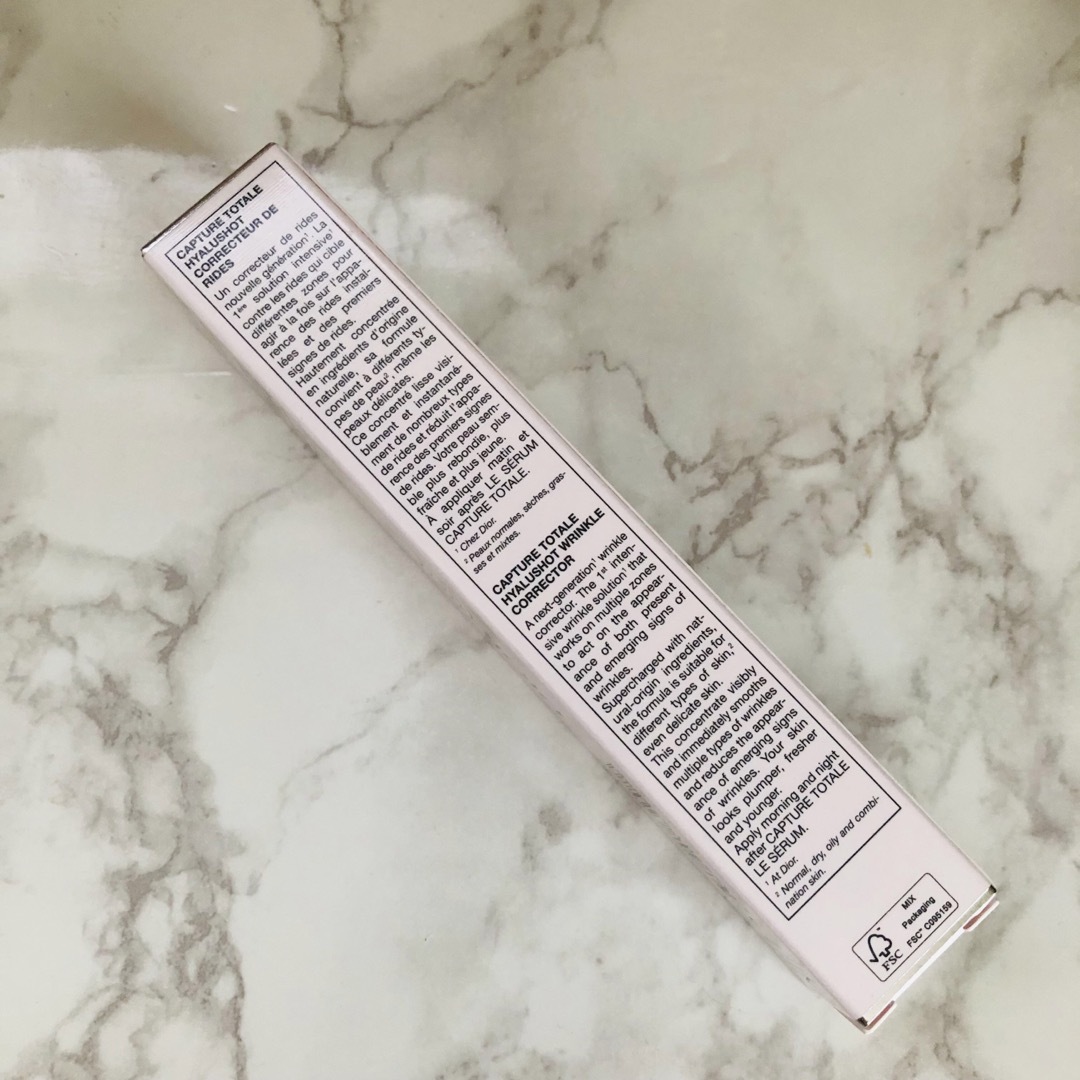 CAPTURE TOTALE
HYALUSHOT
CORRECTEUR DE
RIDES
Un correcteur de rides
nouvelle génération¹. La
1ère solution intensive¹
contre les rides qui cible
différentes zones pour
agir à la fois sur l'appa-
rence des rides instal-
lées et des premiers
signes de rides.
Hautement concentrée
en ingrédients d'origine
naturelle, sa formule
convient à différents ty-
pes de peau², même les
peaux délicates.
Ce concentré lisse visi-
blement et instantané-
ment de nombreux types
de rides et réduit l'appa-
rence des premiers signes
de rides. Votre peau sem-
ble plus rebondie, plus
fraîche et plus jeune.
À appliquer matin et
soir après LE SÉRUM
CAPTURE TOTALE.
¹ Chez Dior.
² Peaux normales, sèches, gras-
ses et mixtes.
CAPTURE TOTALE
HYALUSHOT WRINKLE
CORRECTOR
A next-generation¹ wrinkle
corrector. The 1st inten-
sive wrinkle solution¹ that
works on multiple zones
to act on the appear-
ance of both present
and emerging signs of
wrinkles.
Supercharged with nat-
ural-origin ingredients,
the formula is suitable for
different types of skin,²
even delicate skin.
This concentrate visibly
and immediately smooths
multiple types of wrinkles
and reduces the appear-
ance of emerging signs
of wrinkles. Your skin
looks plumper, fresher
and younger.
Apply morning and night
after CAPTURE TOTALE
LE SÉRUM.
¹ At Dior.
² Normal, dry, oily and combi-
nation skin.
FSC
MIX
Packaging
FSC™ C095159